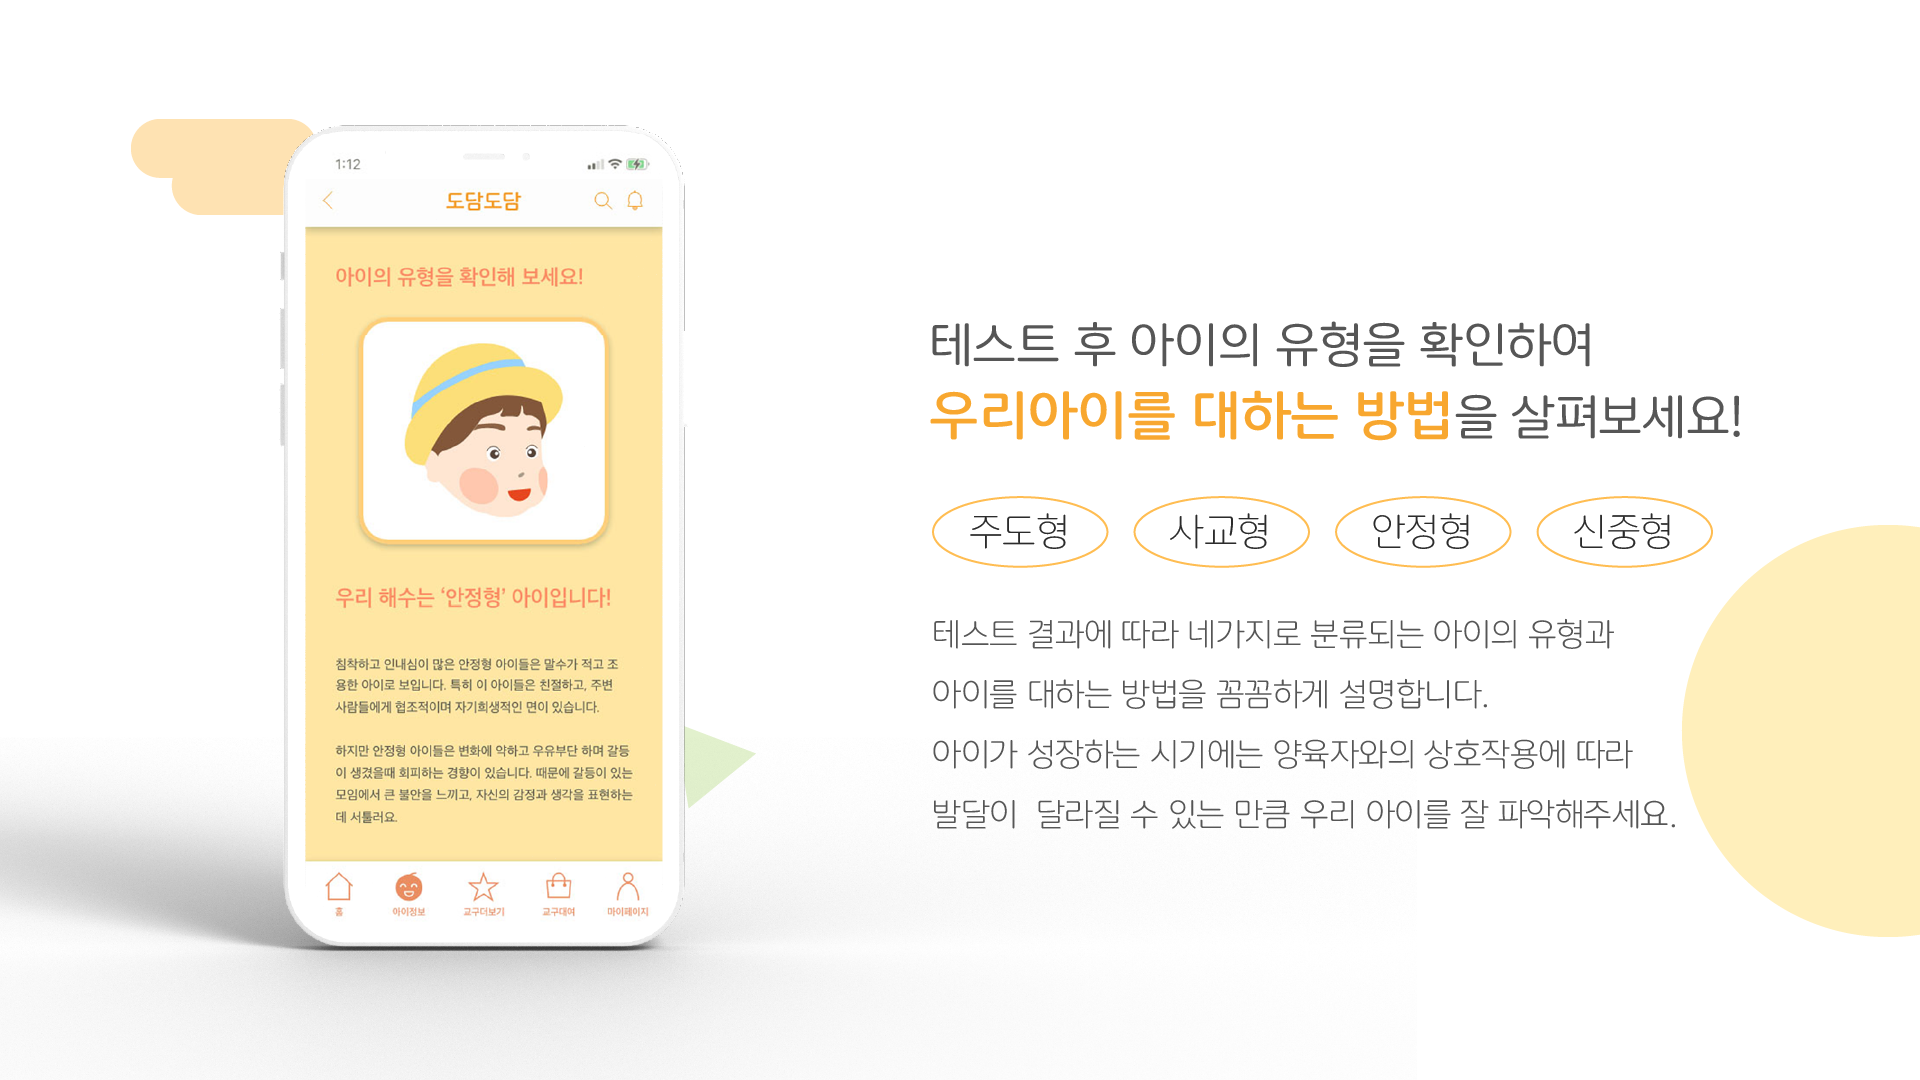 1:12
도담도담
아이의 유형을 확인해 보세요!
우리 해수는 ‘안정형’ 아이입니다!
침착하고 인내심이 많은 안정형 아이들은 말수가 적고 조
용한 아이로 보입니다. 특히 이 아이들은 친절하고, 주변
사람들에게 협조적이며 자기희생적인 면이 있습니다.
하지만 안정형 아이들은 변화에 약하고 우유부단 하며 갈등
이 생겼을때 회피하는 경향이 있습니다. 때문에 갈등이 있는
모임에서 큰 불안을 느끼고, 자신의 감정과 생각을 표현하는
데 서툴러요.
홈 아이정보 교구더보기 교구대여 마이페이지
테스트 후 아이의 유형을 확인하여
우리아이를 대하는 방법을 살펴보세요!
주도형 사교형 안정형 신중형
테스트 결과에 따라 네가지로 분류되는 아이의 유형과
아이를 대하는 방법을 꼼꼼하게 설명합니다.
아이가 성장하는 시기에는 양육자와의 상호작용에 따라
발달이 달라질 수 있는 만큼 우리 아이를 잘 파악해주세요.